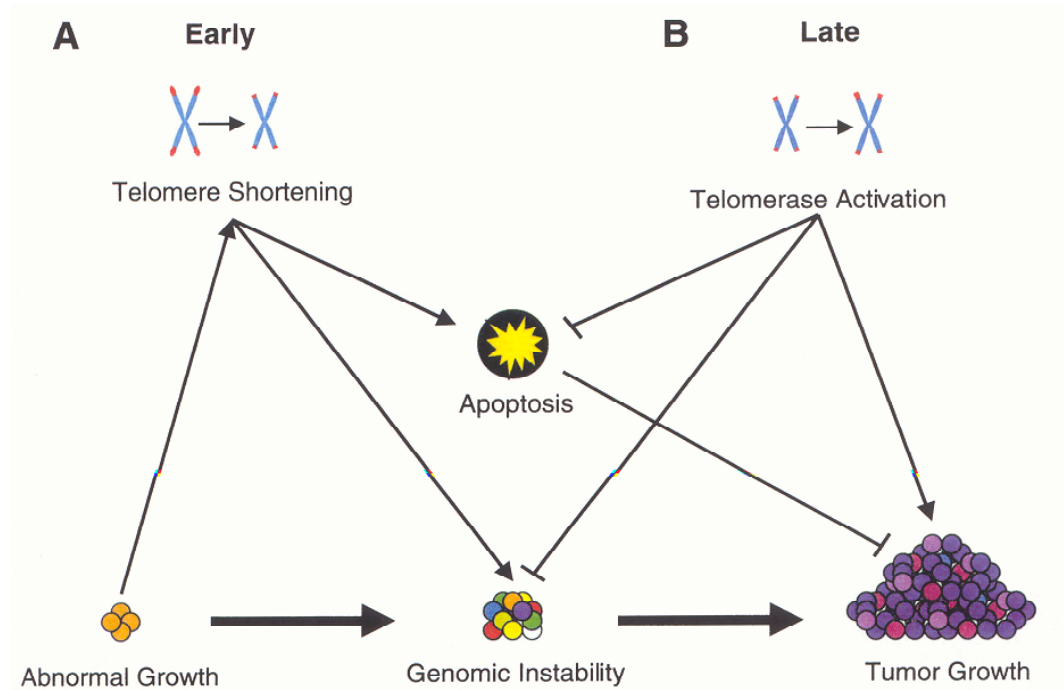 A Early
B Late
Telomere Shortening
Telomerase Activation
Apoptosis
Abnormal Growth
Genomic Instability
Tumor Growth